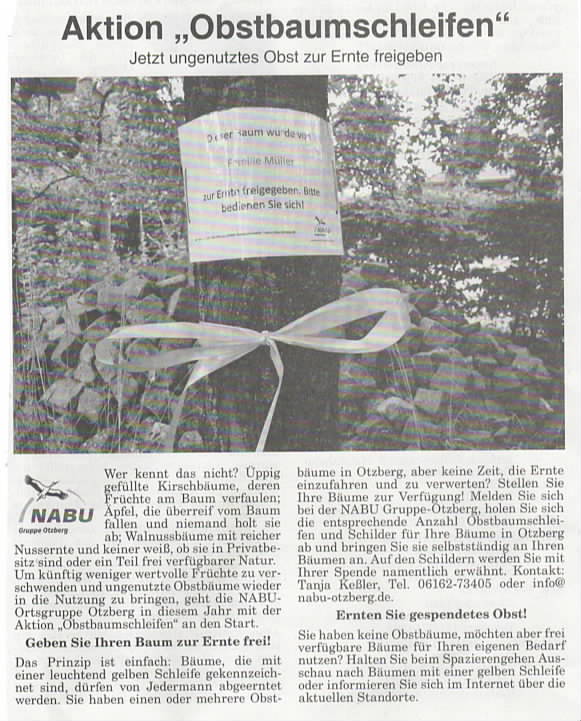 Aktion „Obstbaumschleifen“
Jetzt ungenutztes Obst zur Ernte freigeben
Dieser Baum wurde von
Familie Müller
zur Ernte freigegeben. Bitte
bedienen Sie sich!
NABU
NABU
Gruppe Otzberg
Wer kennt das nicht? Üppig
gefüllte Kirschbäume, deren
Früchte am Baum verfaulen;
Äpfel, die überreif vom Baum
fallen und niemand holt sie
ab; Walnussbäume mit reicher
Nussernte und keiner weiß, ob sie in Privatbe-
sitz sind oder ein Teil frei verfügbarer Natur.
Um künftig weniger wertvolle Früchte zu ver-
schwenden und ungenutzte Obstbäume wieder
in die Nutzung zu bringen, geht die NABU-
Ortsgruppe Otzberg in diesem Jahr mit der
Aktion „Obstbaumschleifen“ an den Start.
Geben Sie Ihren Baum zur Ernte frei!
Das Prinzip ist einfach: Bäume, die mit
einer leuchtend gelben Schleife gekennzeich-
net sind, dürfen von Jedermann abgeerntet
werden. Sie haben einen oder mehrere Obst-
bäume in Otzberg, aber keine Zeit, die Ernte
einzufahren und zu verwerten? Stellen Sie
Ihre Bäume zur Verfügung! Melden Sie sich
bei der NABU Gruppe-Otzberg, holen Sie sich
die entsprechende Anzahl Obstbaumschlei-
fen und Schilder für Ihre Bäume in Otzberg
ab und bringen Sie sie selbstständig an Ihren
Bäumen an. Auf den Schildern werden Sie mit
Ihrer Spende namentlich erwähnt. Kontakt:
Tanja Keßler, Tel. 06162-73405 oder info@
nabu-otzberg.de.
Ernten Sie gespendetes Obst!
Sie haben keine Obstbäume, möchten aber frei
verfügbare Bäume für Ihren eigenen Bedarf
nutzen? Halten Sie beim Spazierengehen Aus-
schau nach Bäumen mit einer gelben Schleife
oder informieren Sie sich im Internet über die
aktuellen Standorte.